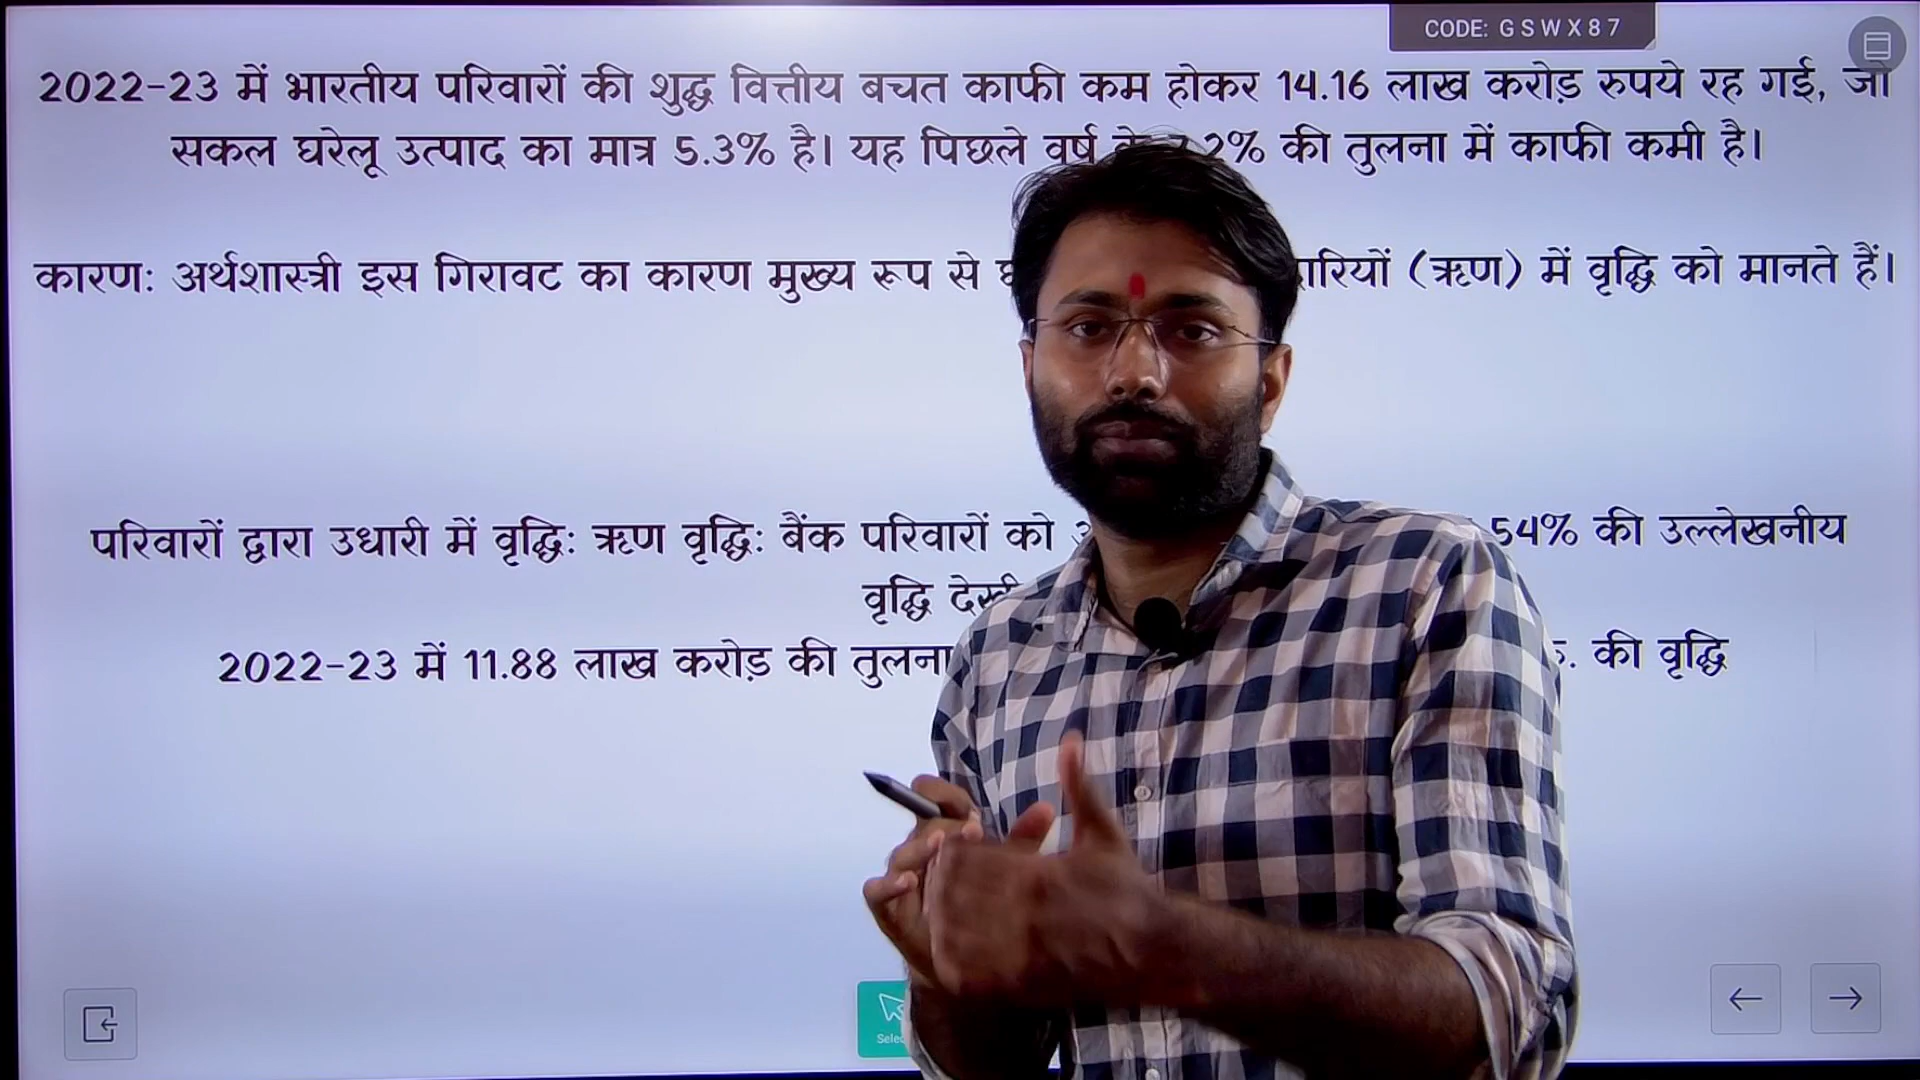 CODE: G S W X 8 7
2022-23 में भारतीय परिवारों की शुद्ध वित्तीय बचत काफी कम होकर 14.16 लाख करोड़ रुपये रह गई, जो
सकल घरेलू उत्पाद का मात्र 5.3% है। यह पिछले वर्ष की तुलना में काफी कमी है।
कारण: अर्थशास्त्री इस गिरावट का कारण मुख्य रूप से (ऋण) में वृद्धि को मानते हैं।
परिवारों द्वारा उधारी में वृद्धि: ऋण वृद्धि: बैंक परिवारों को 54% की उल्लेखनीय
वृद्धि
2022-23 में 11.88 लाख करोड़ की तुलना की वृद्धि